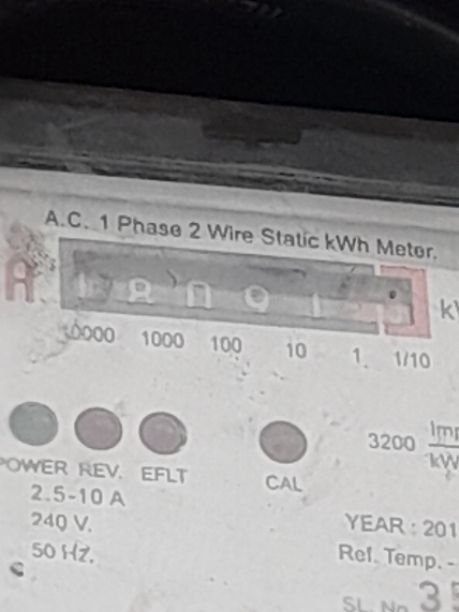 A.C. 1 Phase 2 Wire Static kWh Meter.
10000 1000 100 10 1 1/10
POWER REV. EFLT CAL
3200 Imp
kW
2.5-10 A
240 V.
50 HZ.
YEAR : 201
Ref. Temp. -
SL. No 35